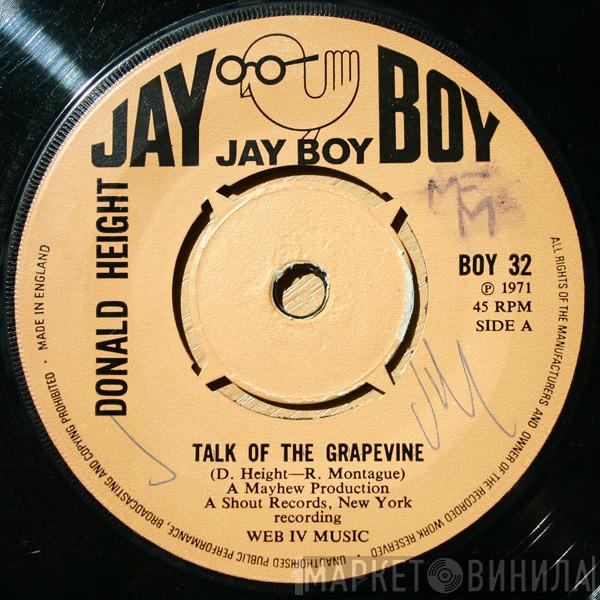 JAY BOY
JAY BOY
DONALD HEIGHT
BOY 32
℗ 1971
45 RPM
SIDE A
TALK OF THE GRAPEVINE
(D. Height—R. Montague)
A Mayhew Production
A Shout Records, New York
recording
WEB IV MUSIC
ALL RIGHTS OF THE MANUFACTURERS AND OWNER OF THE RECORDED WORK RESERVED
UNAUTHORISED PUBLIC PERFORMANCE, BROADCASTING AND COPYING PROHIBITED • MADE IN ENGLAND
МАРКЕТ ВИНИЛА